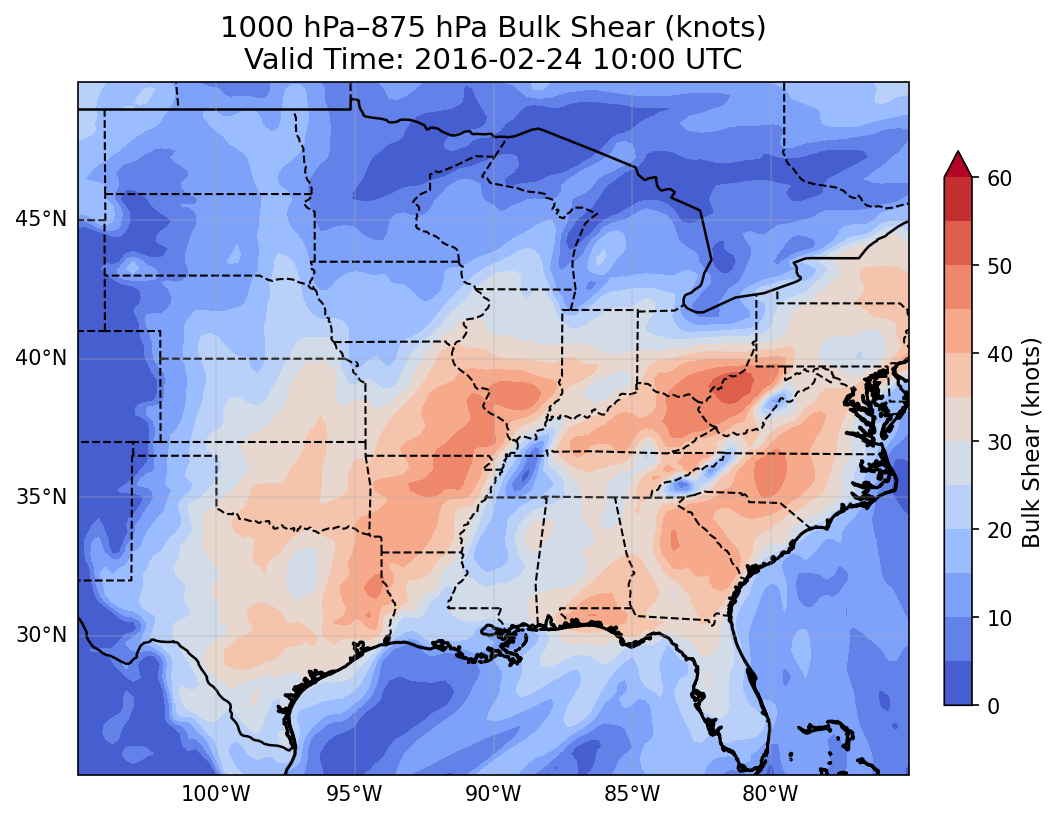 1000 hPa–875 hPa Bulk Shear (knots)
Valid Time: 2016-02-24 10:00 UTC
45°N
40°N
35°N
30°N
100°W
95°W
90°W
85°W
80°W
60
50
40
30
20
10
0
Bulk Shear (knots)